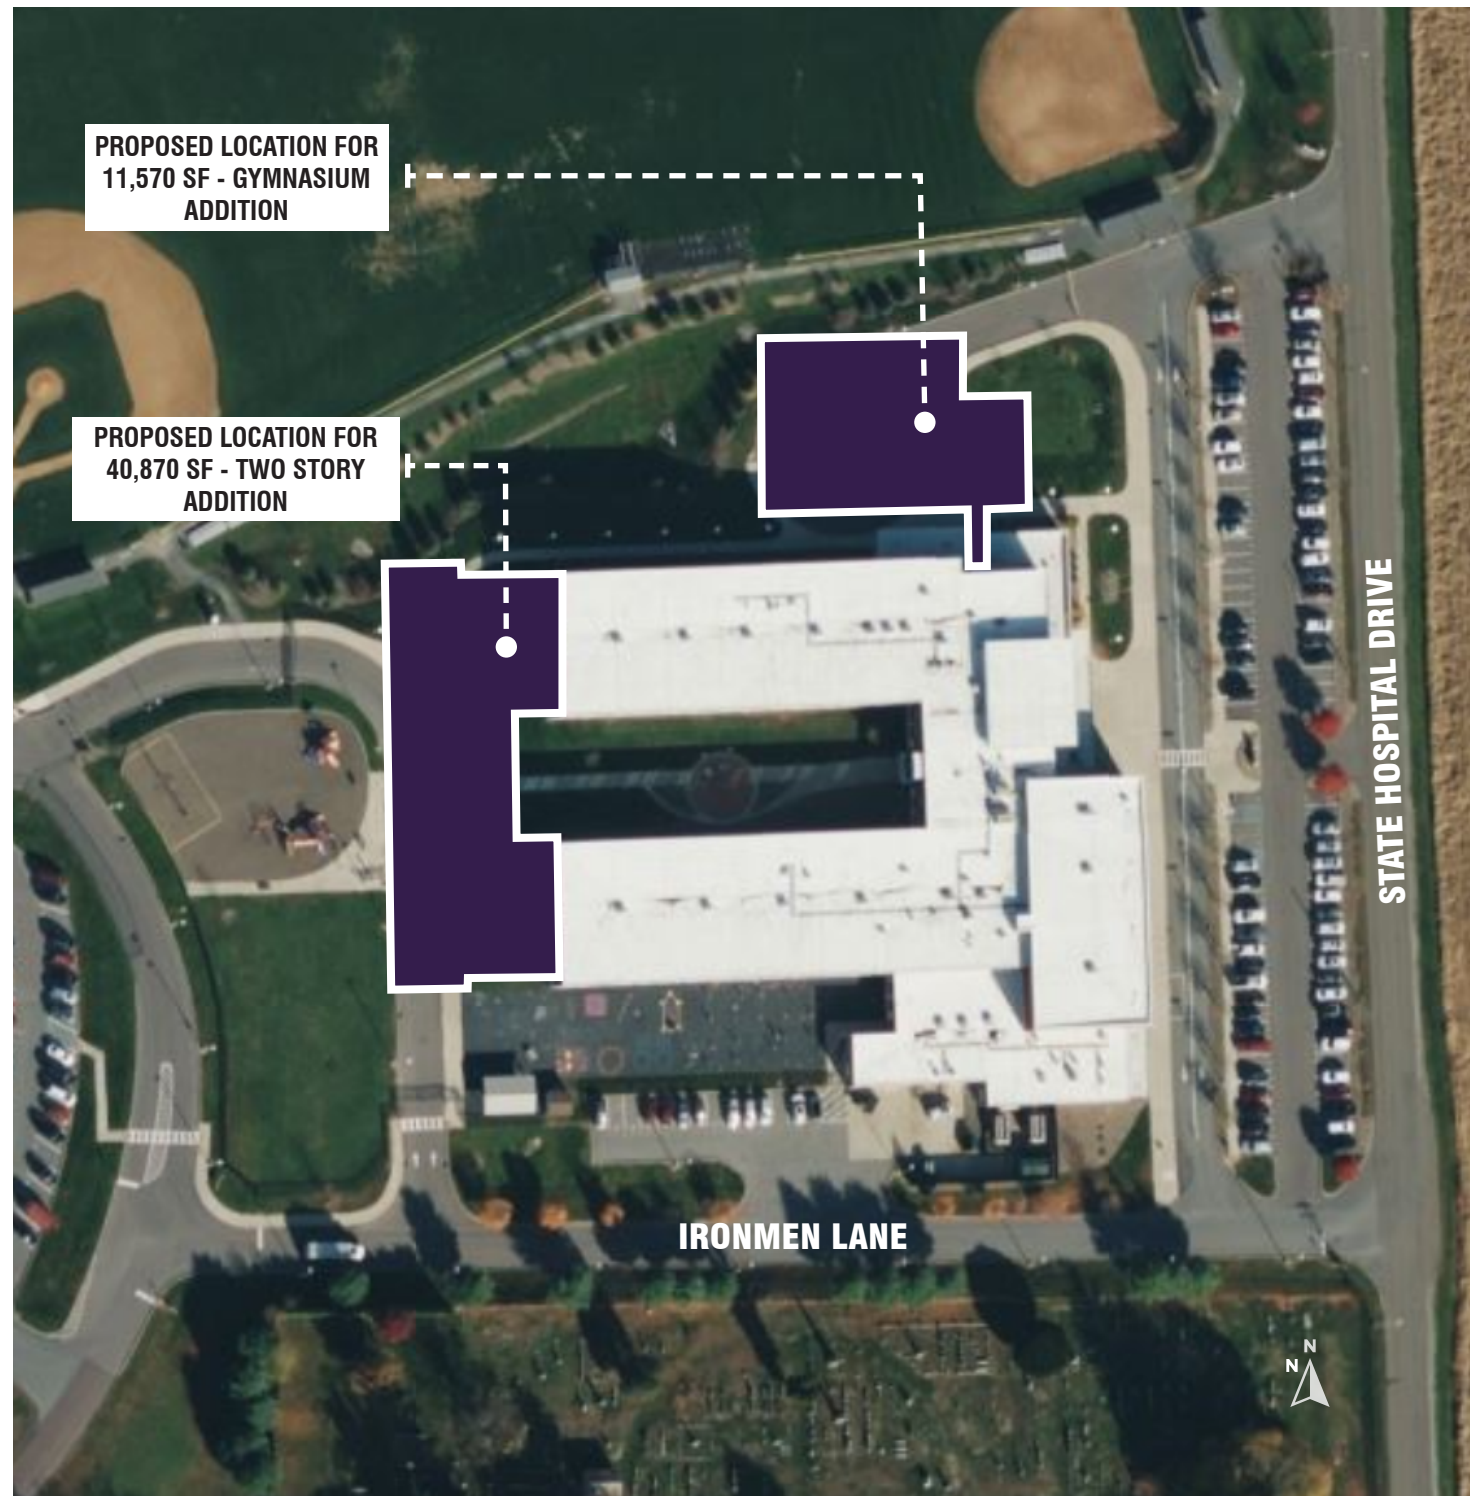 PROPOSED LOCATION FOR
11,570 SF - GYMNASIUM
ADDITION
PROPOSED LOCATION FOR
40,870 SF - TWO STORY
ADDITION
STATE HOSPITAL DRIVE
IRONMEN LANE
N
N